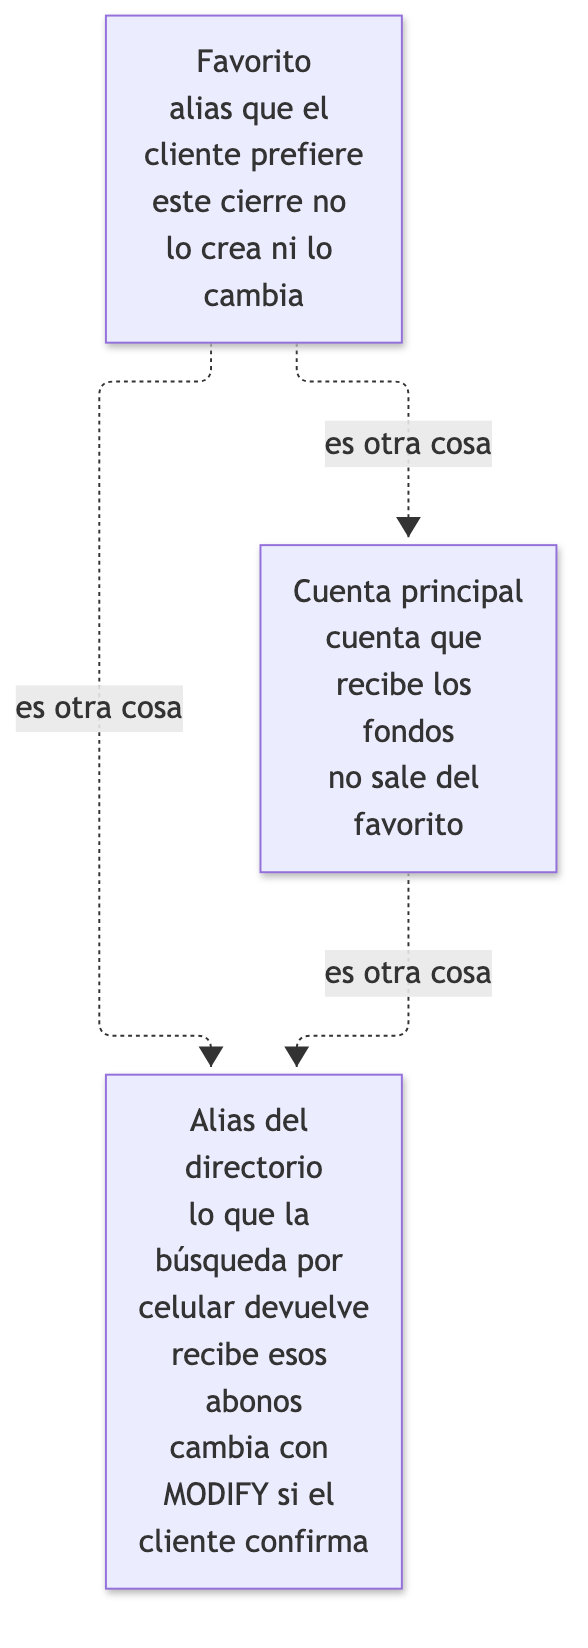 Favorito
alias que el
cliente prefiere
este cierre no
lo crea ni lo
cambia
es otra cosa
Cuenta principal
cuenta que
recibe los
fondos
no sale del
favorito
es otra cosa
es otra cosa
Alias del
directorio
lo que la
búsqueda por
celular devuelve
recibe esos
abonos
cambia con
MODIFY si el
cliente confirma